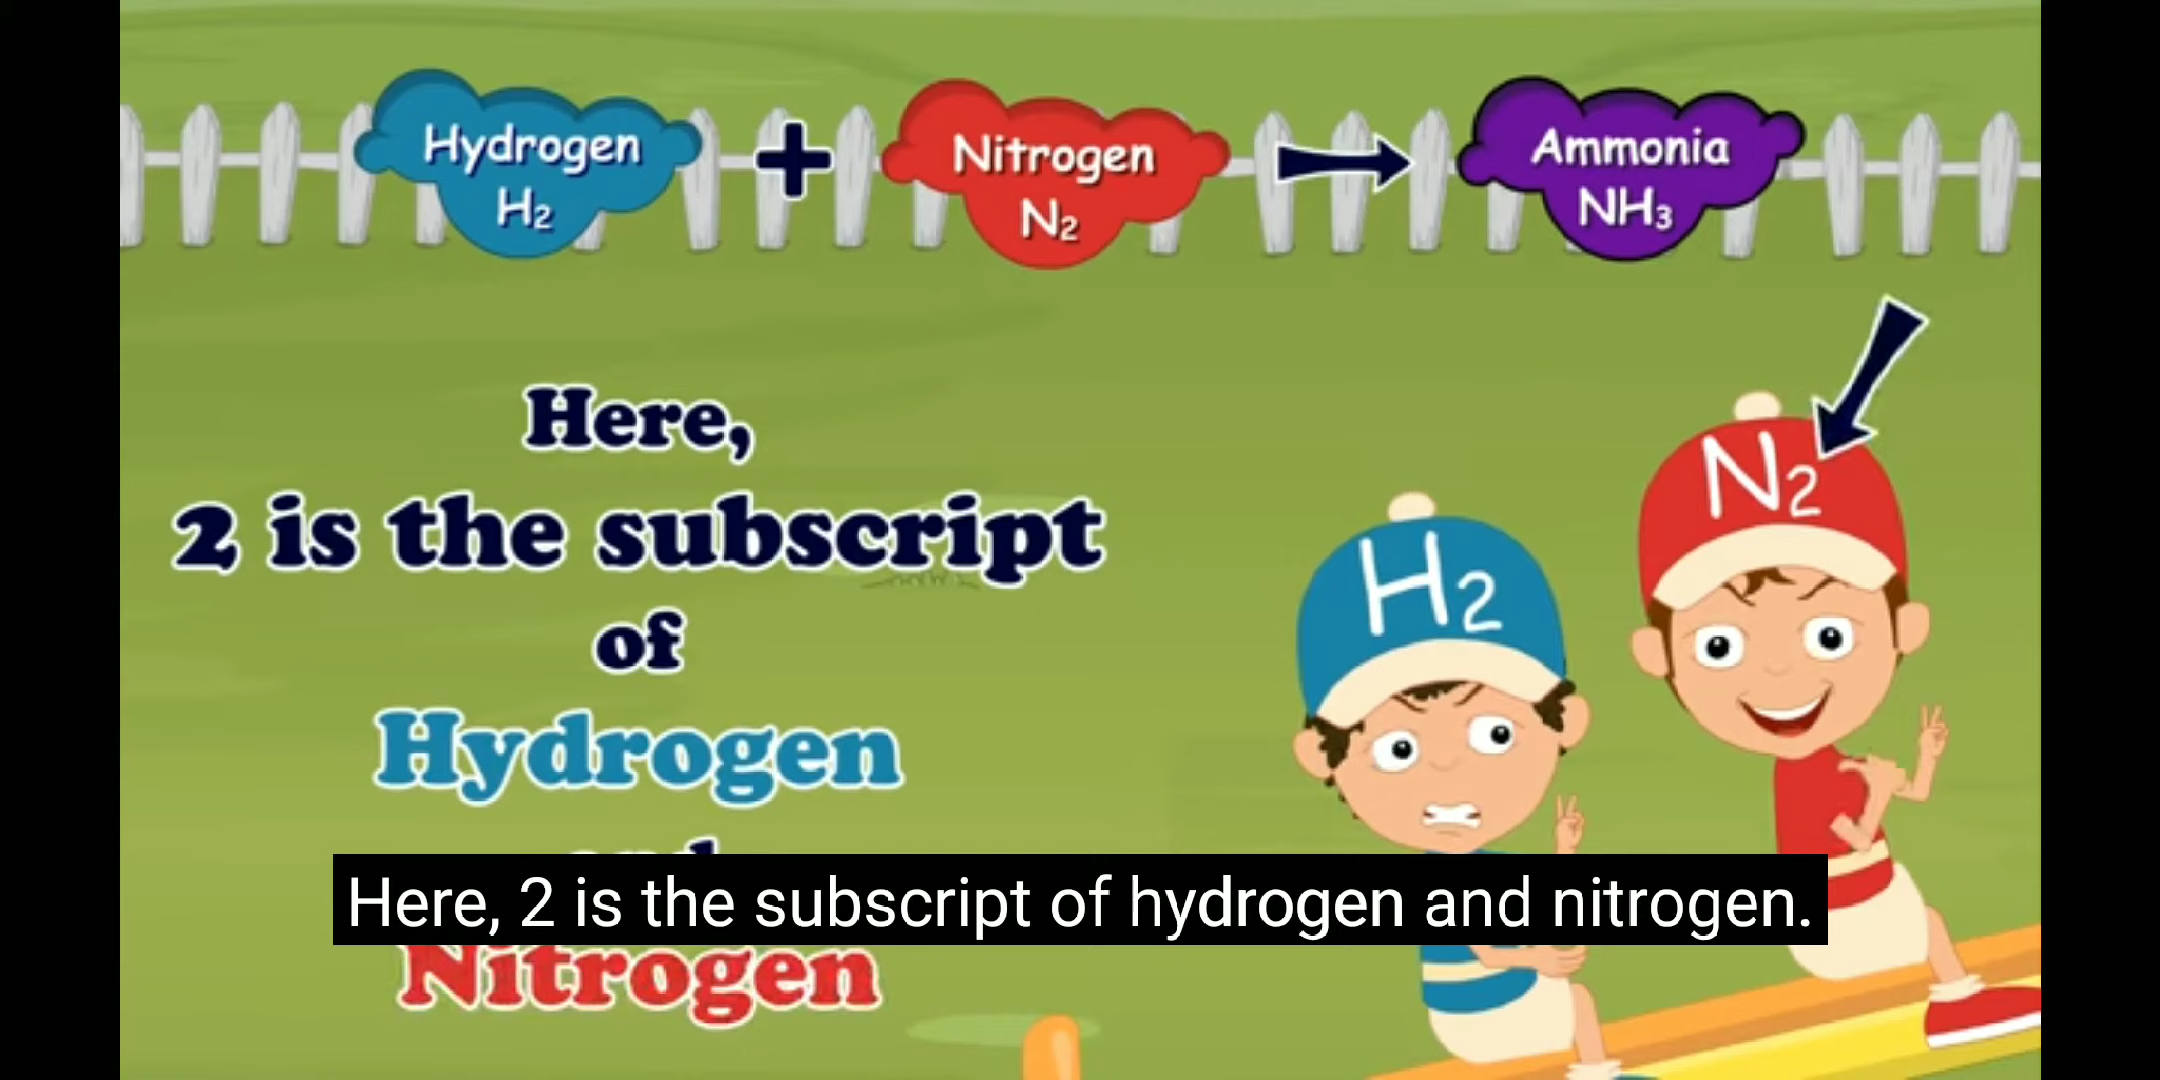 Hydrogen
H₂
+
Nitrogen
N₂
Ammonia
NH₃
Here,
2 is the subscript
of
Hydrogen
and
Nitrogen
N₂
H₂
Here, 2 is the subscript of hydrogen and nitrogen.